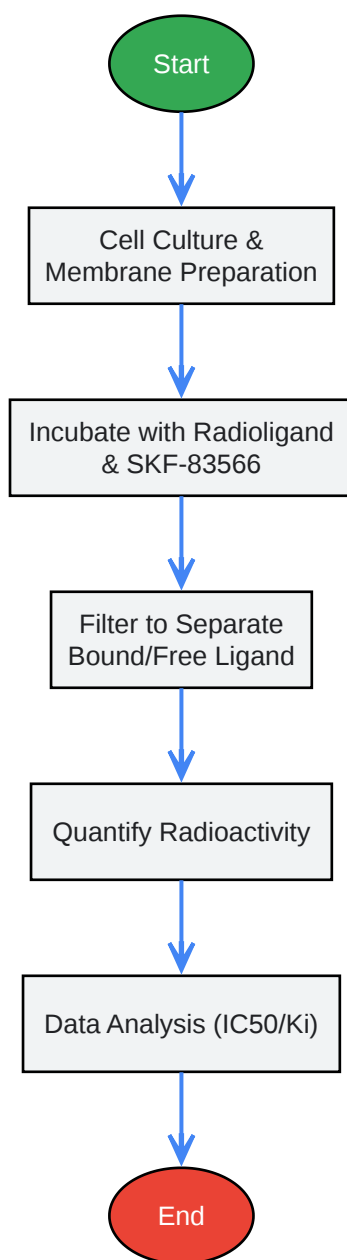 Start
Cell Culture &
Membrane Preparation
Incubate with Radioligand
& SKF-83566
Filter to Separate
Bound/Free Ligand
Quantify Radioactivity
Data Analysis (IC50/Ki)
End